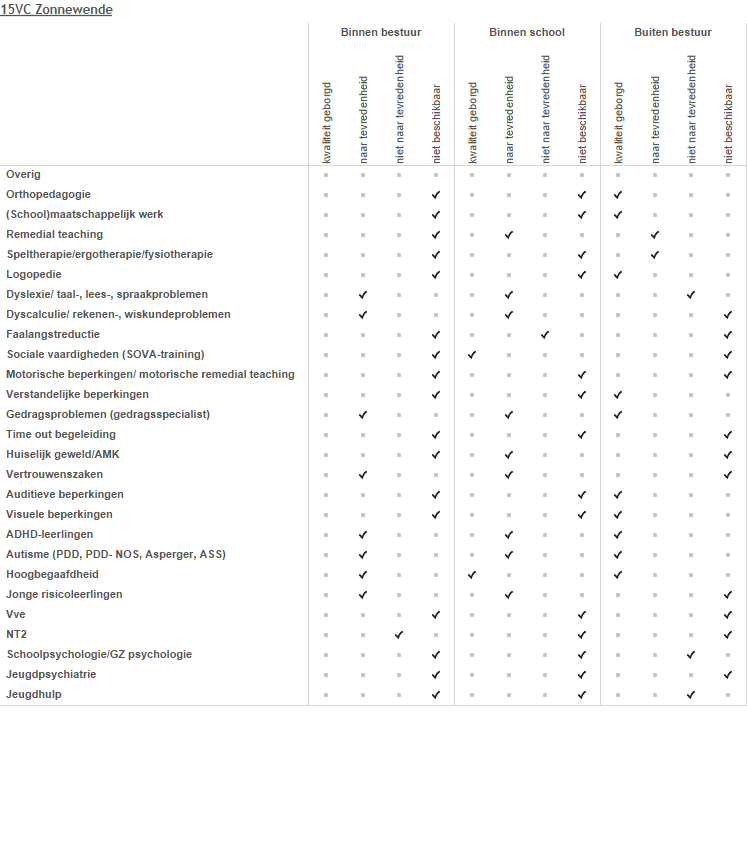 15VC Zonnewende
Binnen bestuur Binnen school Buiten bestuur
kwaliteit geborgd naar tevredenheid niet naar tevredenheid niet beschikbaar kwaliteit geborgd naar tevredenheid niet naar tevredenheid niet beschikbaar kwaliteit geborgd naar tevredenheid niet naar tevredenheid niet beschikbaar
Overig
Orthopedagogie
(School)maatschappelijk werk
Remedial teaching
Speltherapie/ergotherapie/fysiotherapie
Logopedie
Dyslexie/ taal-, lees-, spraakproblemen
Dyscalculie/ rekenen-, wiskundeproblemen
Faalangstreductie
Sociale vaardigheden (SOVA-training)
Motorische beperkingen/ motorische remedial teaching
Verstandelijke beperkingen
Gedragsproblemen (gedragsspecialist)
Time out begeleiding
Huiselijk geweld/AMK
Vertrouwenszaken
Auditieve beperkingen
Visuele beperkingen
ADHD-leerlingen
Autisme (PDD, PDD- NOS, Asperger, ASS)
Hoogbegaafdheid
Jonge risicoleerlingen
Vve
NT2
Schoolpsychologie/GZ psychologie
Jeugdpsychiatrie
Jeugdhulp